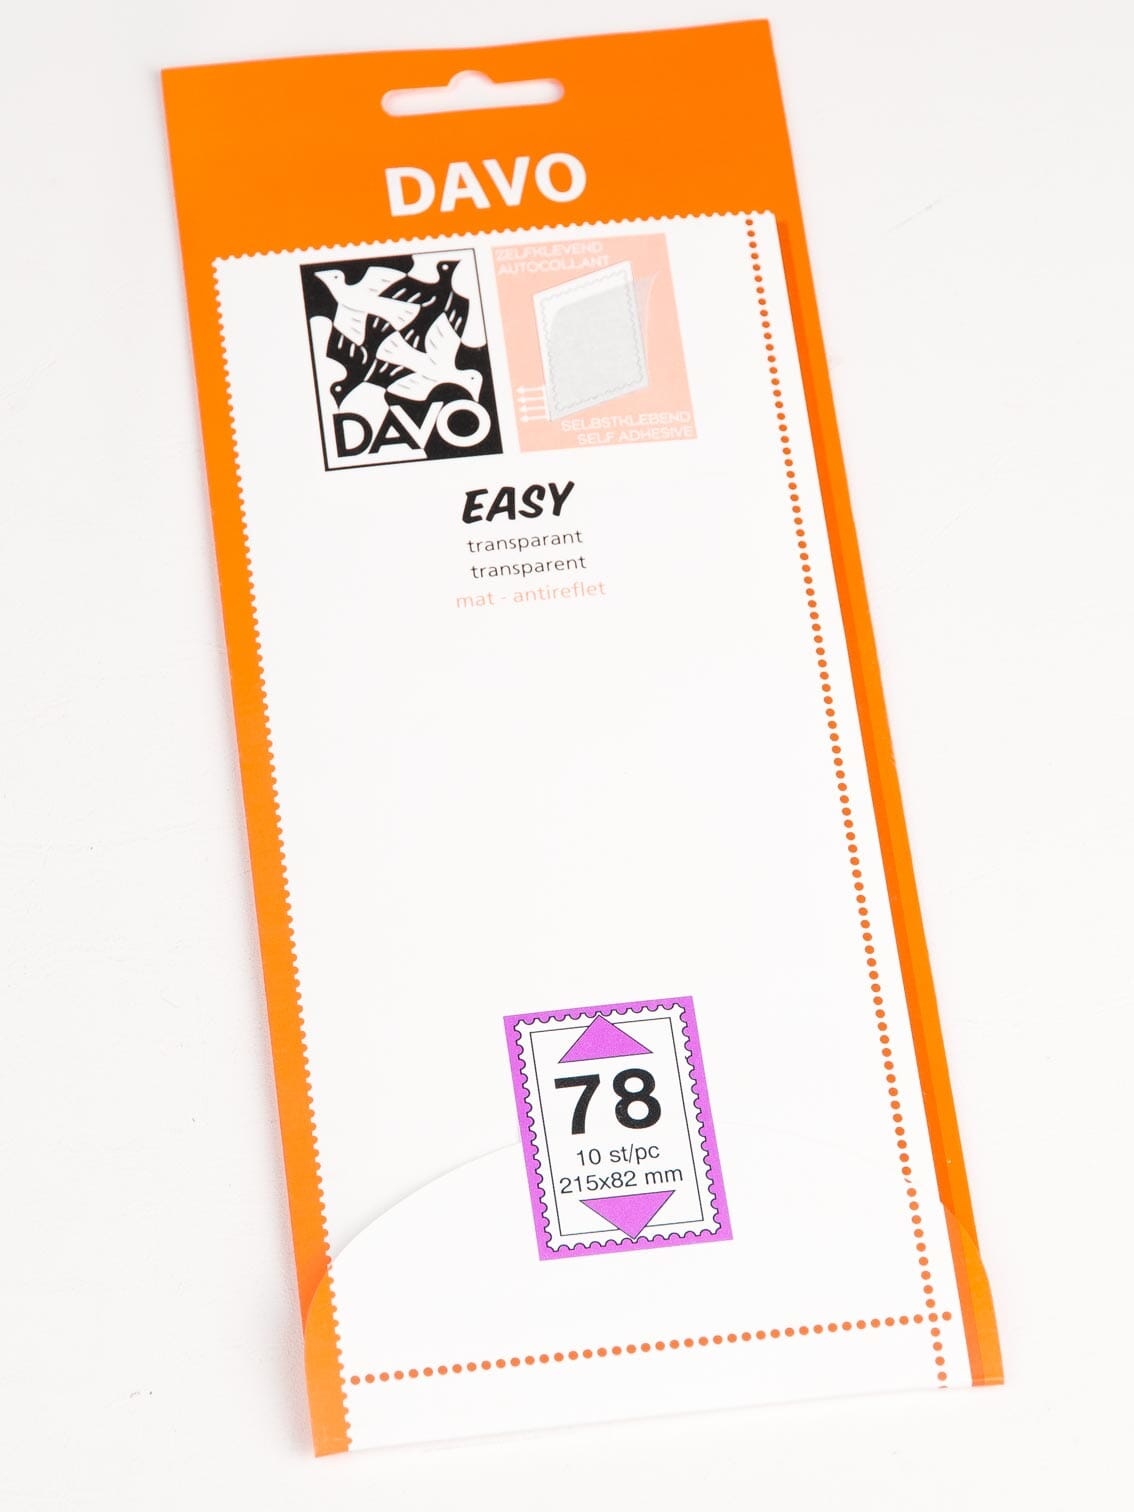 DAVO
DAVO
ZELFKLEVEND
AUTOCOLLANT
SELBSTKLEBEND
SELF ADHESIVE
EASY
transparant
transparent
mat - antireflet
78
10 st/pc
215x82 mm